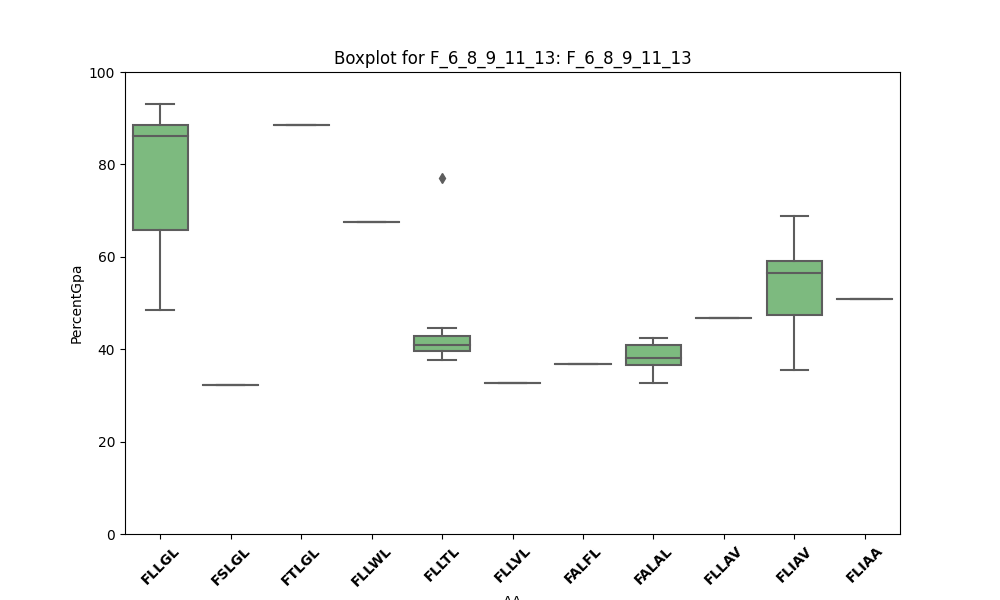 Boxplot for F_6_8_9_11_13: F_6_8_9_11_13
100
80
60
40
20
0
PercentGpa
FLLGL
FSLGL
FTLGL
FLLWL
FLLTL
FLLVL
FALFL
FALAL
FLLAV
FLIAV
FLIAA
AA